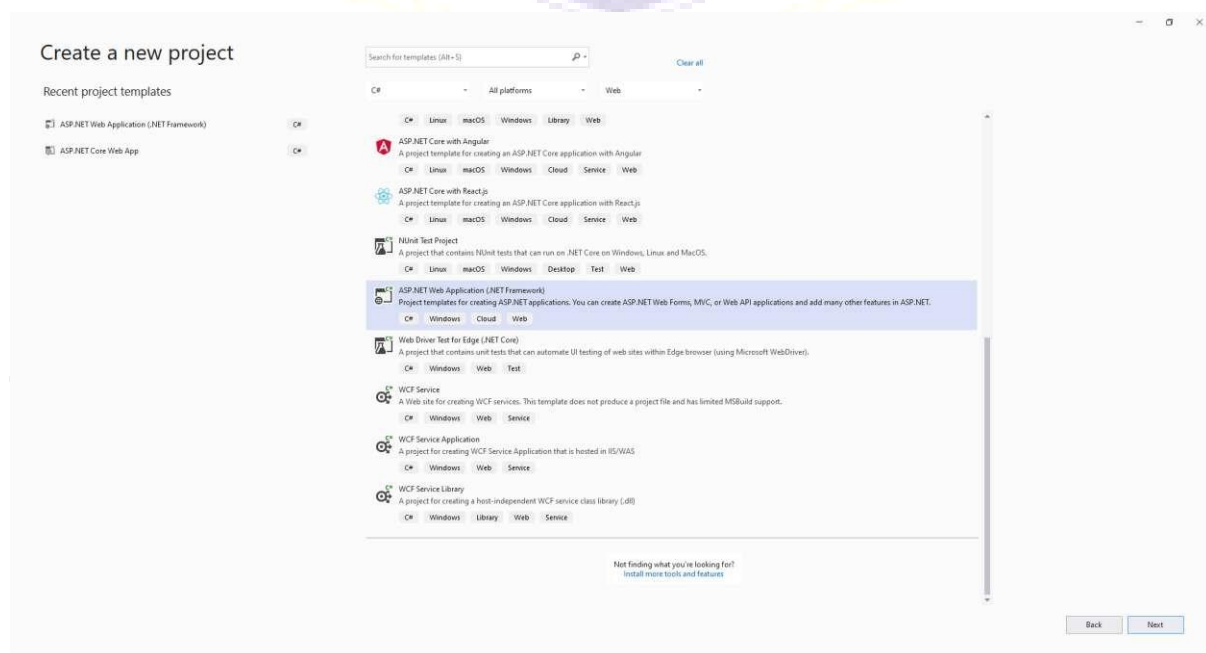 Create a new project
Search for templates (Alt+S)
Clear all
Recent project templates
C# All platforms Web
ASP.NET Web Application (.NET Framework) C#
ASP.NET Core Web App C#
C# Linux macOS Windows Library Web
ASP.NET Core with Angular
A project template for creating an ASP.NET Core application with Angular
C# Linux macOS Windows Cloud Service Web
ASP.NET Core with React.js
A project template for creating an ASP.NET Core application with React.js
C# Linux macOS Windows Cloud Service Web
NUnit Test Project
A project that contains NUnit tests that can run on .NET Core on Windows, Linux and MacOS.
C# Linux macOS Windows Desktop Test Web
ASP.NET Web Application (.NET Framework)
Project templates for creating ASP.NET applications. You can create ASP.NET Web Forms, MVC, or Web API applications and add many other features in ASP.NET.
C# Windows Cloud Web
Web Driver Test for Edge (.NET Core)
A project that contains unit tests that can automate UI testing of web sites within Edge browser (using Microsoft WebDriver).
C# Windows Web Test
WCF Service
A Web site for creating WCF services. This template does not produce a project file and has limited MSBuild support.
C# Windows Web Service
WCF Service Application
A project for creating WCF Service Application that is hosted in IIS/WAS
C# Windows Web Service
WCF Service Library
A project for creating a host-independent WCF service class library (.dll)
C# Windows Library Web Service
Not finding what you're looking for?
Install more tools and features
Back Next